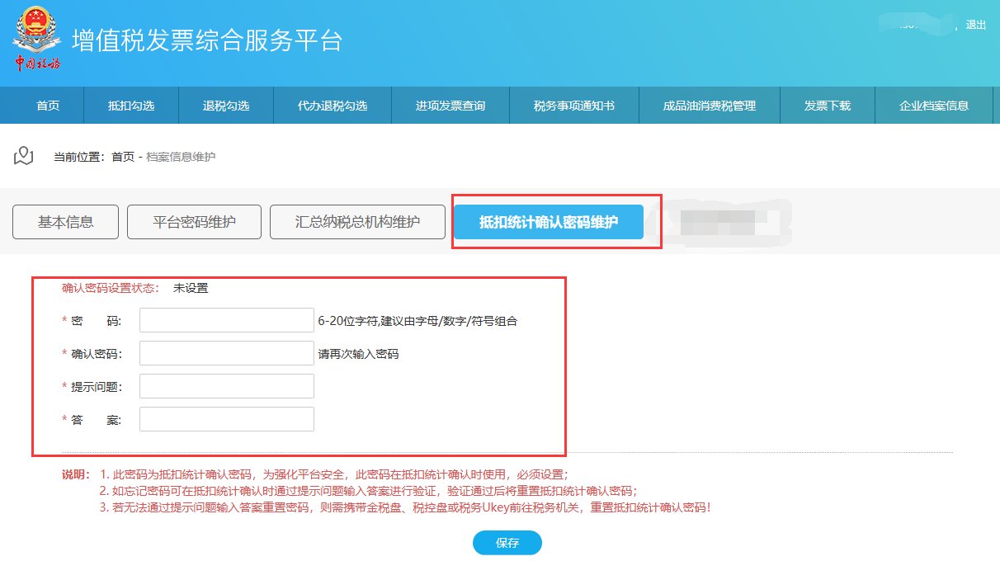 增值税发票综合服务平台
中国税务
退出
首页 抵扣勾选 退税勾选 代办退税勾选 进项发票查询 税务事项通知书 成品油消费税管理 发票下载 企业档案信息
当前位置：首页 - 档案信息维护
基本信息 平台密码维护 汇总纳税总机构维护 抵扣统计确认密码维护
确认密码设置状态： 未设置
* 密 码: 6-20位字符,建议由字母/数字/符号组合
* 确认密码: 请再次输入密码
* 提示问题:
* 答 案:
说明： 1. 此密码为抵扣统计确认密码，为强化平台安全，此密码在抵扣统计确认时使用，必须设置；
2. 如忘记密码可在抵扣统计确认时通过提示问题输入答案进行验证，验证通过后将重置抵扣统计确认密码；
3. 若无法通过提示问题输入答案重置密码，则需携带金税盘、税控盘或税务Ukey前往税务机关，重置抵扣统计确认密码！
保存